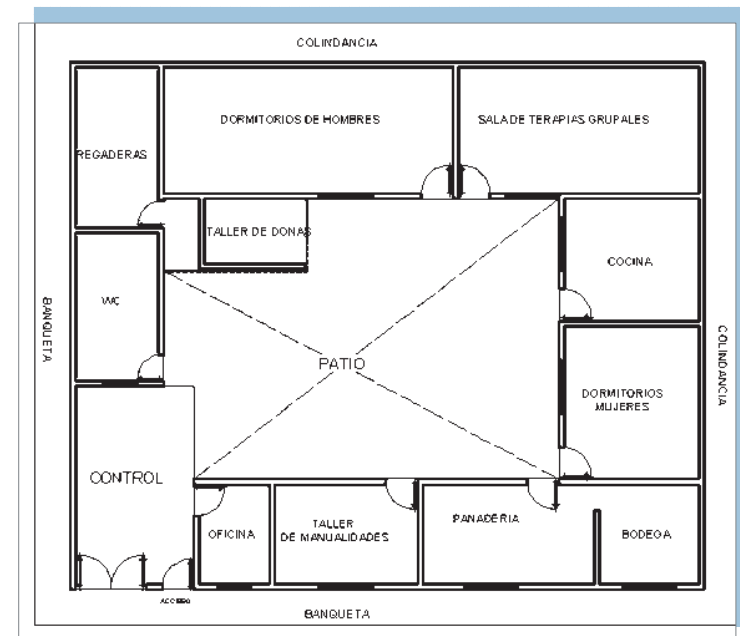 COLINDANCIA
DORMITORIOS DE HOMBRES
SALA DE TERAPIAS GRUPALES
REGADERAS
TALLER DE DONAS
COCINA
WC
BANQUETA
COLINDANCIA
PATIO
DORMITORIOS
MUJERES
CONTROL
OFICINA
TALLER
DE MANUALIDADES
PANADERIA
BODEGA
ACCESO
BANQUETA